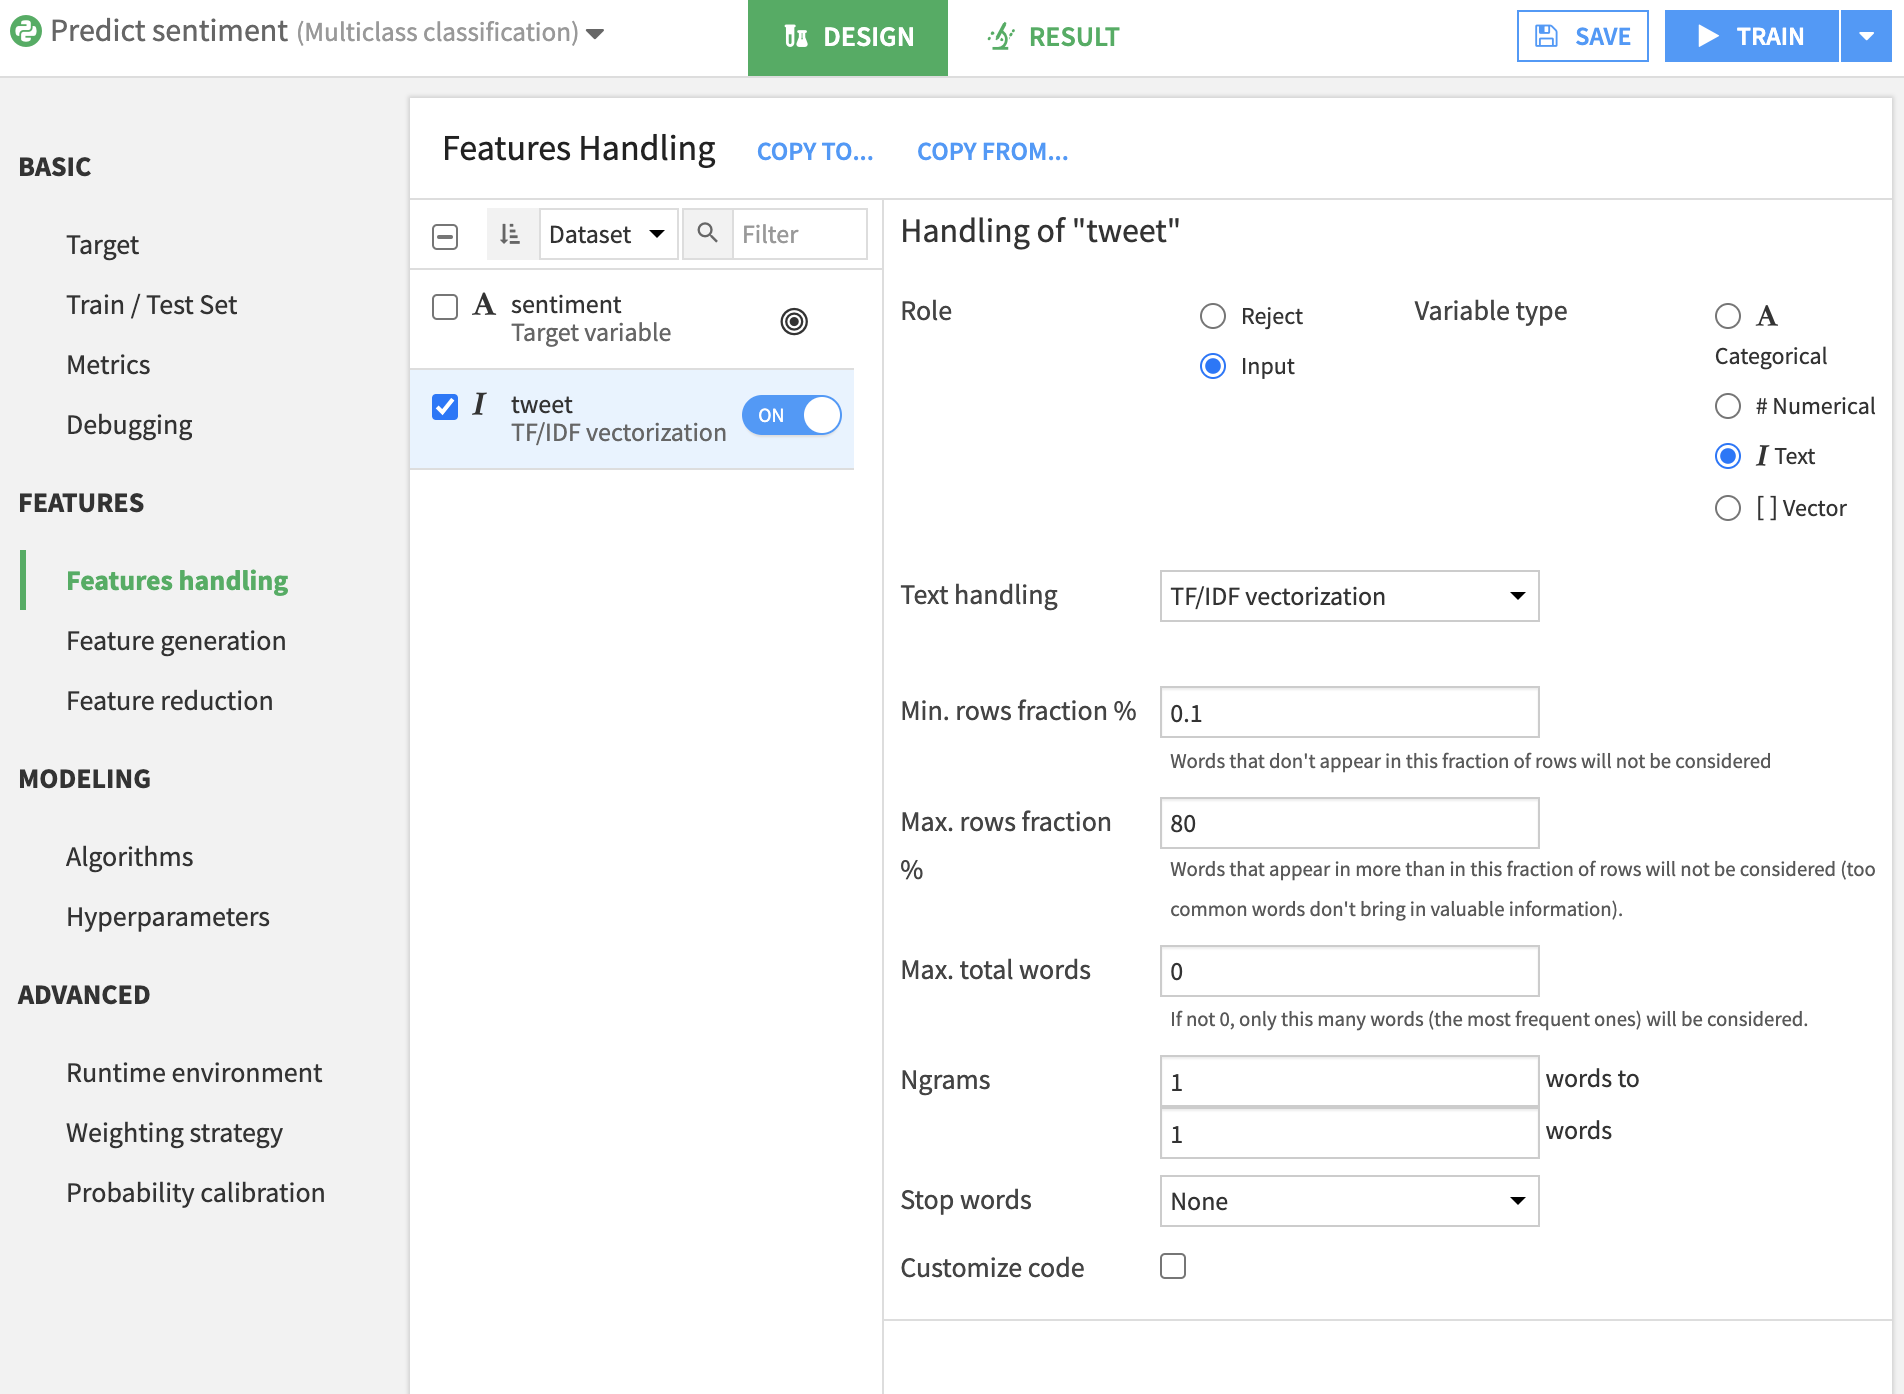 Predict sentiment (Multiclass classification)
DESIGN
RESULT
SAVE
TRAIN
BASIC
Target
Train / Test Set
Metrics
Debugging
FEATURES
Features handling
Feature generation
Feature reduction
MODELING
Algorithms
Hyperparameters
ADVANCED
Runtime environment
Weighting strategy
Probability calibration
Features Handling
COPY TO...
COPY FROM...
Dataset
Filter
A sentiment
Target variable
I tweet
TF/IDF vectorization
ON
Handling of "tweet"
Role
Reject
Input
Variable type
A
Categorical
# Numerical
I Text
[ ] Vector
Text handling
TF/IDF vectorization
Min. rows fraction %
0.1
Words that don't appear in this fraction of rows will not be considered
Max. rows fraction
%
80
Words that appear in more than in this fraction of rows will not be considered (too
common words don't bring in valuable information).
Max. total words
0
If not 0, only this many words (the most frequent ones) will be considered.
Ngrams
1 words to
1 words
Stop words
None
Customize code